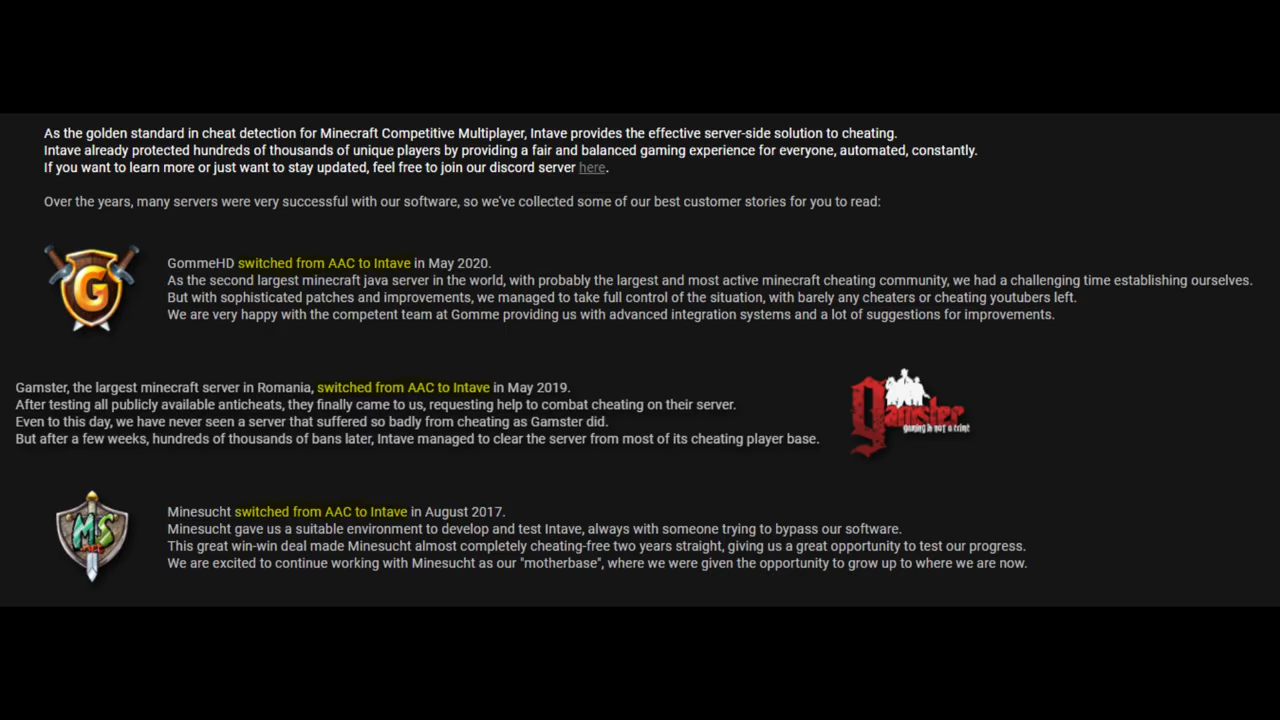 As the golden standard in cheat detection for Minecraft Competitive Multiplayer, Intave provides the effective server-side solution to cheating.
Intave already protected hundreds of thousands of unique players by providing a fair and balanced gaming experience for everyone, automated, constantly.
If you want to learn more or just want to stay updated, feel free to join our discord server here.
Over the years, many servers were very successful with our software, so we've collected some of our best customer stories for you to read:
G
GommeHD switched from AAC to Intave in May 2020.
As the second largest minecraft java server in the world, with probably the largest and most active minecraft cheating community, we had a challenging time establishing ourselves.
But with sophisticated patches and improvements, we managed to take full control of the situation, with barely any cheaters or cheating youtubers left.
We are very happy with the competent team at Gomme providing us with advanced integration systems and a lot of suggestions for improvements.
Gamster, the largest minecraft server in Romania, switched from AAC to Intave in May 2019.
After testing all publicly available anticheats, they finally came to us, requesting help to combat cheating on their server.
Even to this day, we have never seen a server that suffered so badly from cheating as Gamster did.
But after a few weeks, hundreds of thousands of bans later, Intave managed to clear the server from most of its cheating player base.
gamster
gaming is not a crime
MS
Minesucht switched from AAC to Intave in August 2017.
Minesucht gave us a suitable environment to develop and test Intave, always with someone trying to bypass our software.
This great win-win deal made Minesucht almost completely cheating-free two years straight, giving us a great opportunity to test our progress.
We are excited to continue working with Minesucht as our "motherbase", where we were given the opportunity to grow up to where we are now.